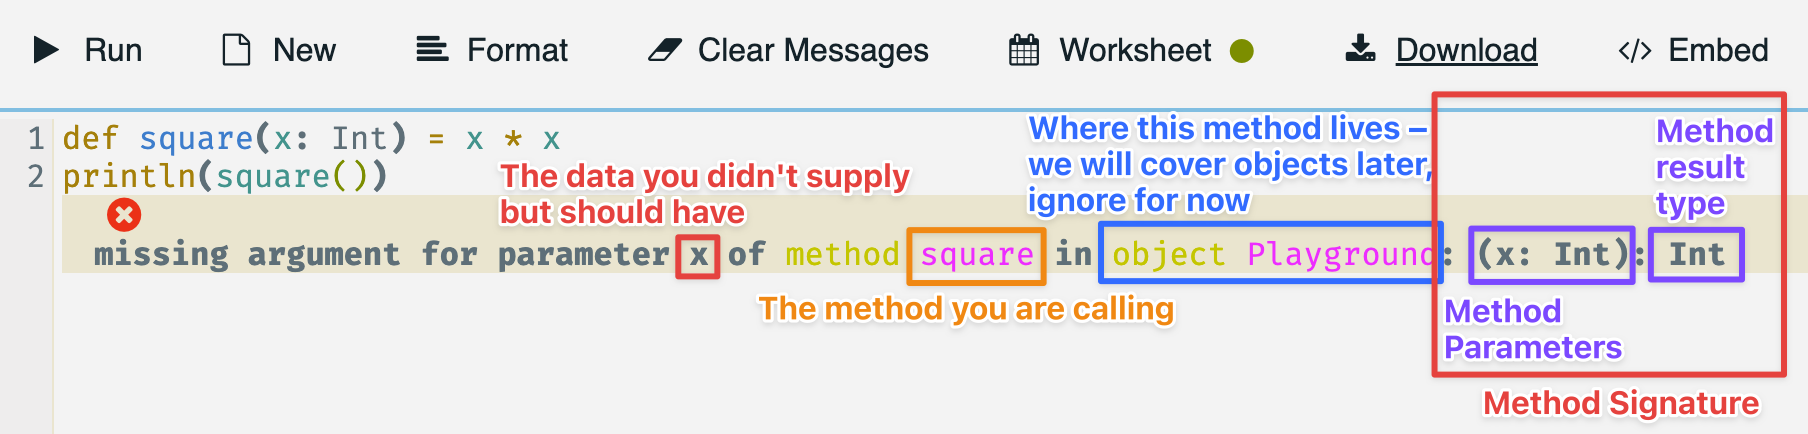 Run New Format Clear Messages Worksheet Download </> Embed
1 def square(x: Int) = x * x
2 println(square())
The data you didn't supply
but should have
Where this method lives –
we will cover objects later,
ignore for now
Method
result
type
missing argument for parameter x of method square in object Playground: (x: Int): Int
The method you are calling
Method
Parameters
Method Signature